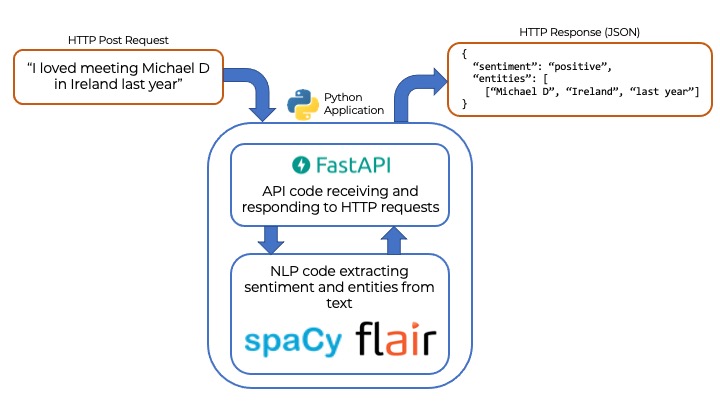 HTTP Post Request
“I loved meeting Michael D
in Ireland last year”
HTTP Response (JSON)
{
“sentiment”: “positive”,
“entities”: [
[“Michael D”, “Ireland”, “last year”]
}
Python
Application
FastAPI
API code receiving and
responding to HTTP requests
NLP code extracting
sentiment and entities from
text
spaCy flair